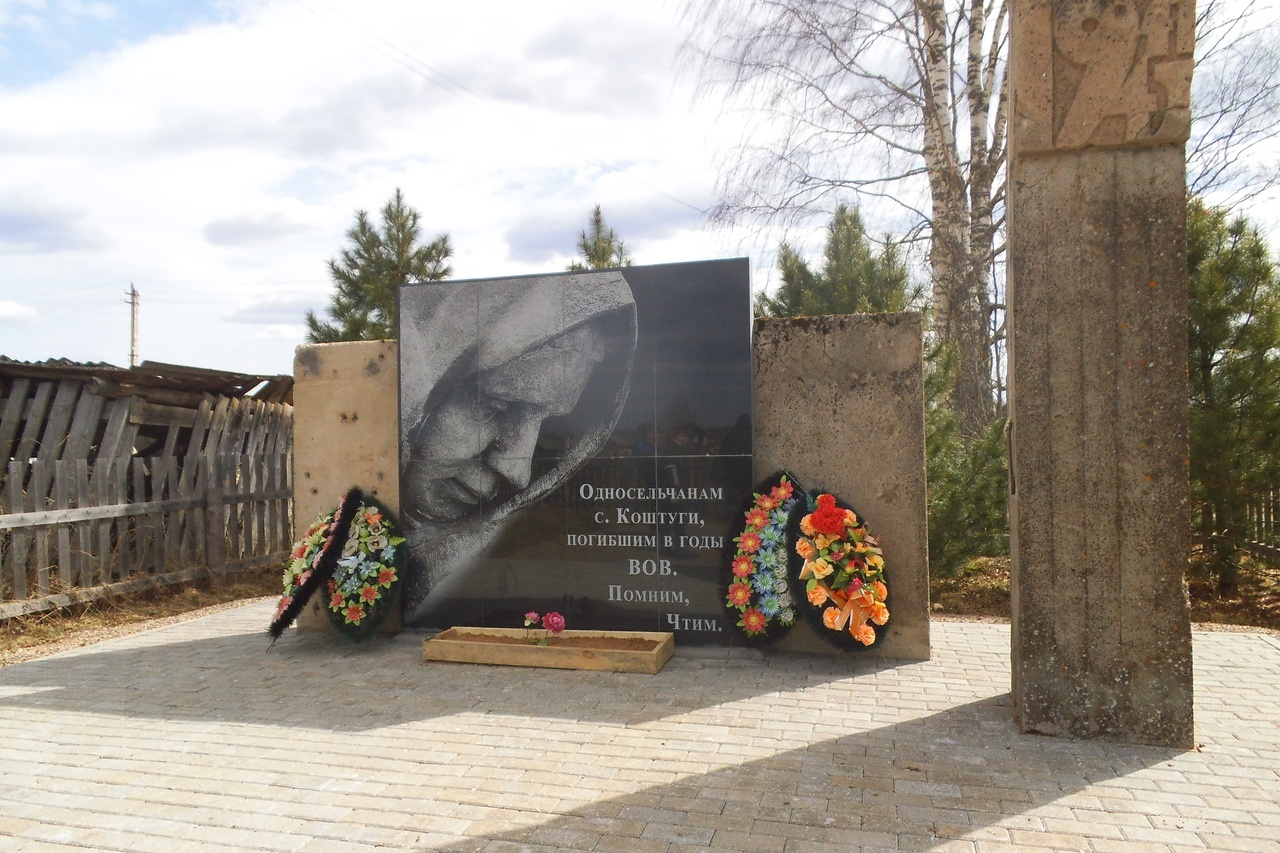 Односельчанам
с. Коштуги,
погибшим в годы
ВОВ.
Помним,
Чтим.